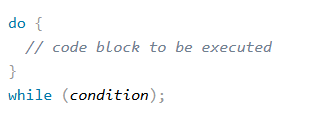 do {
  // code block to be executed
}
while (condition);